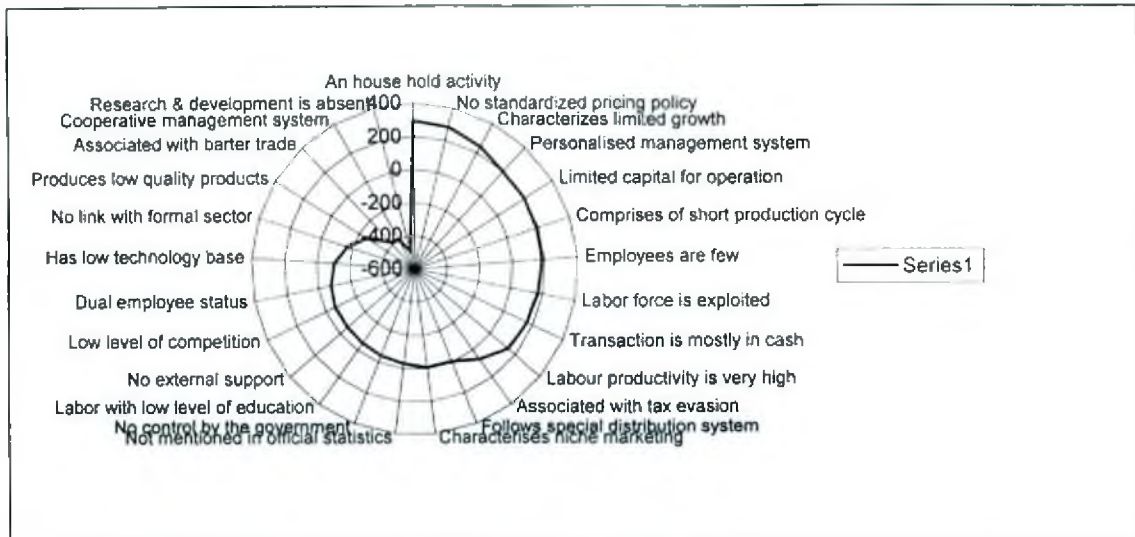 An house hold activity
Research & development is absent
400
No standardized pricing policy
Cooperative management system
Characterizes limited growth
200
Associated with barter trade
Personalised management system
0
Produces low quality products
Limited capital for operation
-200
No link with formal sector
Comprises of short production cycle
-400
Has low technology base
-600
Employees are few
Series1
Dual employee status
Labor force is exploited
Low level of competition
Transaction is mostly in cash
No external support
Labour productivity is very high
Labor with low level of education
Associated with tax evasion
No control by the government
Follows special distribution system
Not mentioned in official statistics
Characterises niche marketing